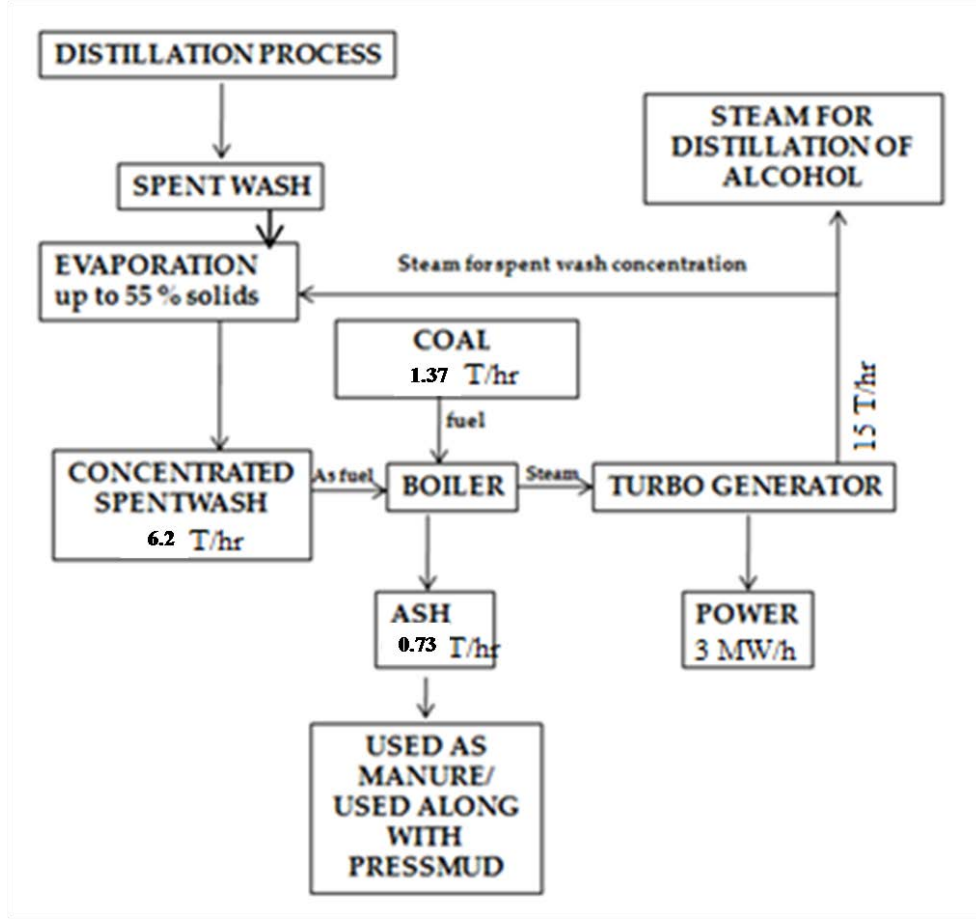 DISTILLATION PROCESS
STEAM FOR
DISTILLATION OF
ALCOHOL
SPENT WASH
EVAPORATION
up to 55 % solids
Steam for spent wash concentration
COAL
1.37 T/hr
fuel
15 T/hr
CONCENTRATED
SPENTWASH
6.2 T/hr
As fuel
BOILER
Steam
TURBO GENERATOR
ASH
0.73 T/hr
POWER
3 MW/h
USED AS
MANURE/
USED ALONG
WITH
PRESSMUD